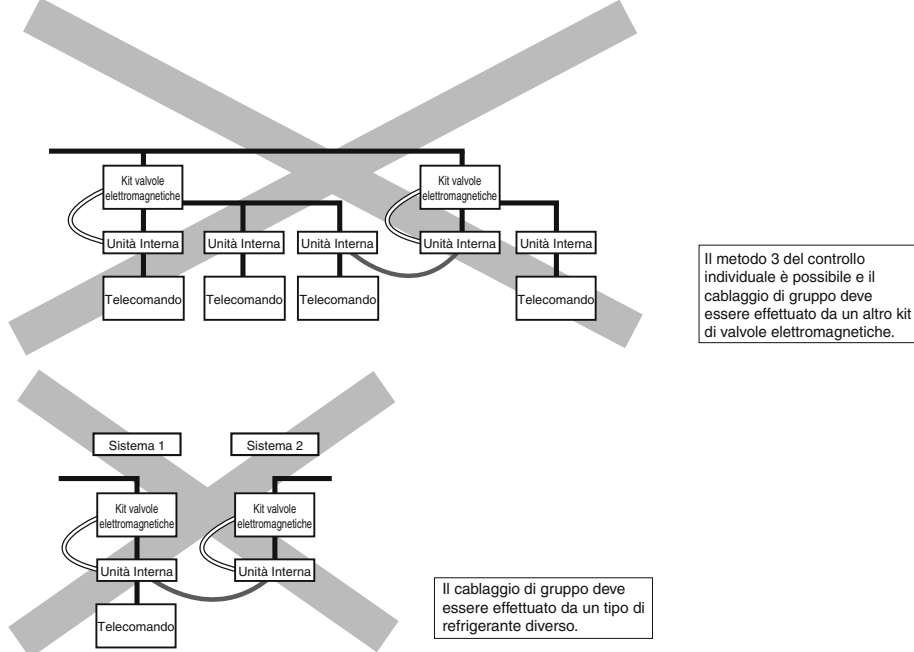 Kit valvole
elettromagnetiche
Kit valvole
elettromagnetiche
Unità Interna
Unità Interna
Unità Interna
Unità Interna
Unità Interna
Telecomando
Telecomando
Telecomando
Telecomando
Il metodo 3 del controllo
individuale è possibile e il
cablaggio di gruppo deve
essere effettuato da un altro kit
di valvole elettromagnetiche.
Sistema 1
Sistema 2
Kit valvole
elettromagnetiche
Kit valvole
elettromagnetiche
Unità Interna
Unità Interna
Telecomando
Il cablaggio di gruppo deve
essere effettuato da un tipo di
refrigerante diverso.